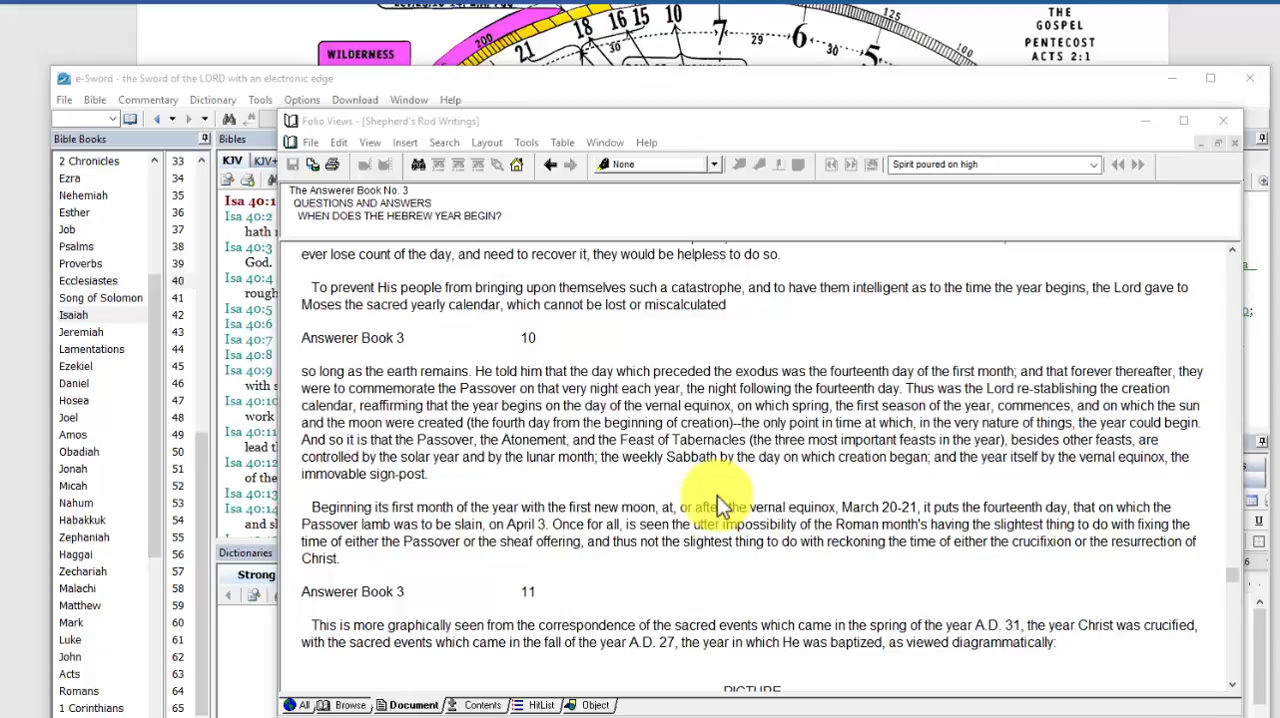 THE
GOSPEL
PENTECOST
ACTS 2:1
WILDERNESS
200
21
18
16
15
10
30
7
29
6
30
5
125
100
e-Sword - the Sword of the LORD with an electronic edge
File Bible Commentary Dictionary Tools Options Download Window Help
Bible Books
Bibles
2 Chronicles
Ezra
Nehemiah
Esther
Job
Psalms
Proverbs
Ecclesiastes
Song of Solomon
Isaiah
Jeremiah
Lamentations
Ezekiel
Daniel
Hosea
Joel
Amos
Obadiah
Jonah
Micah
Nahum
Habakkuk
Zephaniah
Haggai
Zechariah
Malachi
Matthew
Mark
Luke
John
Acts
Romans
1 Corinthians
33
34
35
36
37
38
39
40
41
42
43
44
45
46
47
48
49
50
51
52
53
54
55
56
57
58
59
60
61
62
63
64
65
KJV KJV+
Isa 40:1
Isa 40:2
hath
Isa 40:3
God.
Isa 40:4
roug
Isa 40:5
Isa 40:6
Isa 40:7
Isa 40:8
Isa 40:9
with s
Isa 40:10
work
Isa 40:11
lead t
Isa 40:12
of the
Isa 40:13
Isa 40:14
and s
Dictionaries
Strong
Folio Views - [Shepherd's Rod Writings]
File Edit View Insert Search Layout Tools Table Window Help
None
Spirit poured on high
The Answerer Book No. 3
QUESTIONS AND ANSWERS
WHEN DOES THE HEBREW YEAR BEGIN?
ever lose count of the day, and need to recover it, they would be helpless to do so.
To prevent His people from bringing upon themselves such a catastrophe, and to have them intelligent as to the time the year begins, the Lord gave to
Moses the sacred yearly calendar, which cannot be lost or miscalculated
Answerer Book 3 10
so long as the earth remains. He told him that the day which preceded the exodus was the fourteenth day of the first month; and that forever thereafter, they
were to commemorate the Passover on that very night each year, the night following the fourteenth day. Thus was the Lord re-stablishing the creation
calendar, reaffirming that the year begins on the day of the vernal equinox, on which spring, the first season of the year, commences, and on which the sun
and the moon were created (the fourth day from the beginning of creation)--the only point in time at which, in the very nature of things, the year could begin.
And so it is that the Passover, the Atonement, and the Feast of Tabernacles (the three most important feasts in the year), besides other feasts, are
controlled by the solar year and by the lunar month; the weekly Sabbath by the day on which creation began; and the year itself by the vernal equinox, the
immovable sign-post.
Beginning its first month of the year with the first new moon, at, or after the vernal equinox, March 20-21, it puts the fourteenth day, that on which the
Passover lamb was to be slain, on April 3. Once for all, is seen the utter impossibility of the Roman month's having the slightest thing to do with fixing the
time of either the Passover or the sheaf offering, and thus not the slightest thing to do with reckoning the time of either the crucifixion or the resurrection of
Christ.
Answerer Book 3 11
This is more graphically seen from the correspondence of the sacred events which came in the spring of the year A.D. 31, the year Christ was crucified,
with the sacred events which came in the fall of the year A.D. 27, the year in which He was baptized, as viewed diagrammatically:
PICTURE
All Browse Document Contents HitList Object